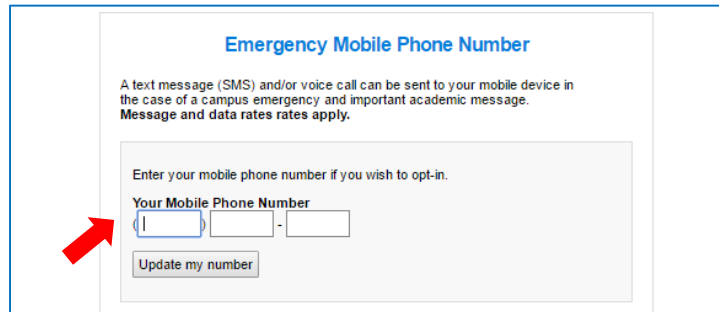 Emergency Mobile Phone Number
A text message (SMS) and/or voice call can be sent to your mobile device in
the case of a campus emergency and important academic message.
Message and data rates rates apply.
Enter your mobile phone number if you wish to opt-in.
Your Mobile Phone Number
( ) -
Update my number